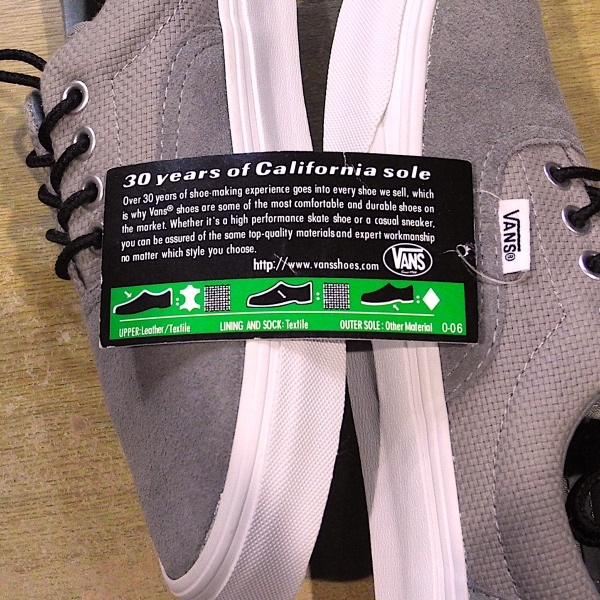 30 years of California sole
Over 30 years of shoe-making experience goes into every shoe we sell, which
is why Vans® shoes are some of the most comfortable and durable shoes on
the market. Whether it's a high performance skate shoe or a casual sneaker,
you can be assured of the same top-quality materials and expert workmanship
no matter which style you choose.
http://www.vansshoes.com VANS
UPPER: Leather/Textile LINING AND SOCK: Textile OUTER SOLE: Other Material 0-06
VANS®